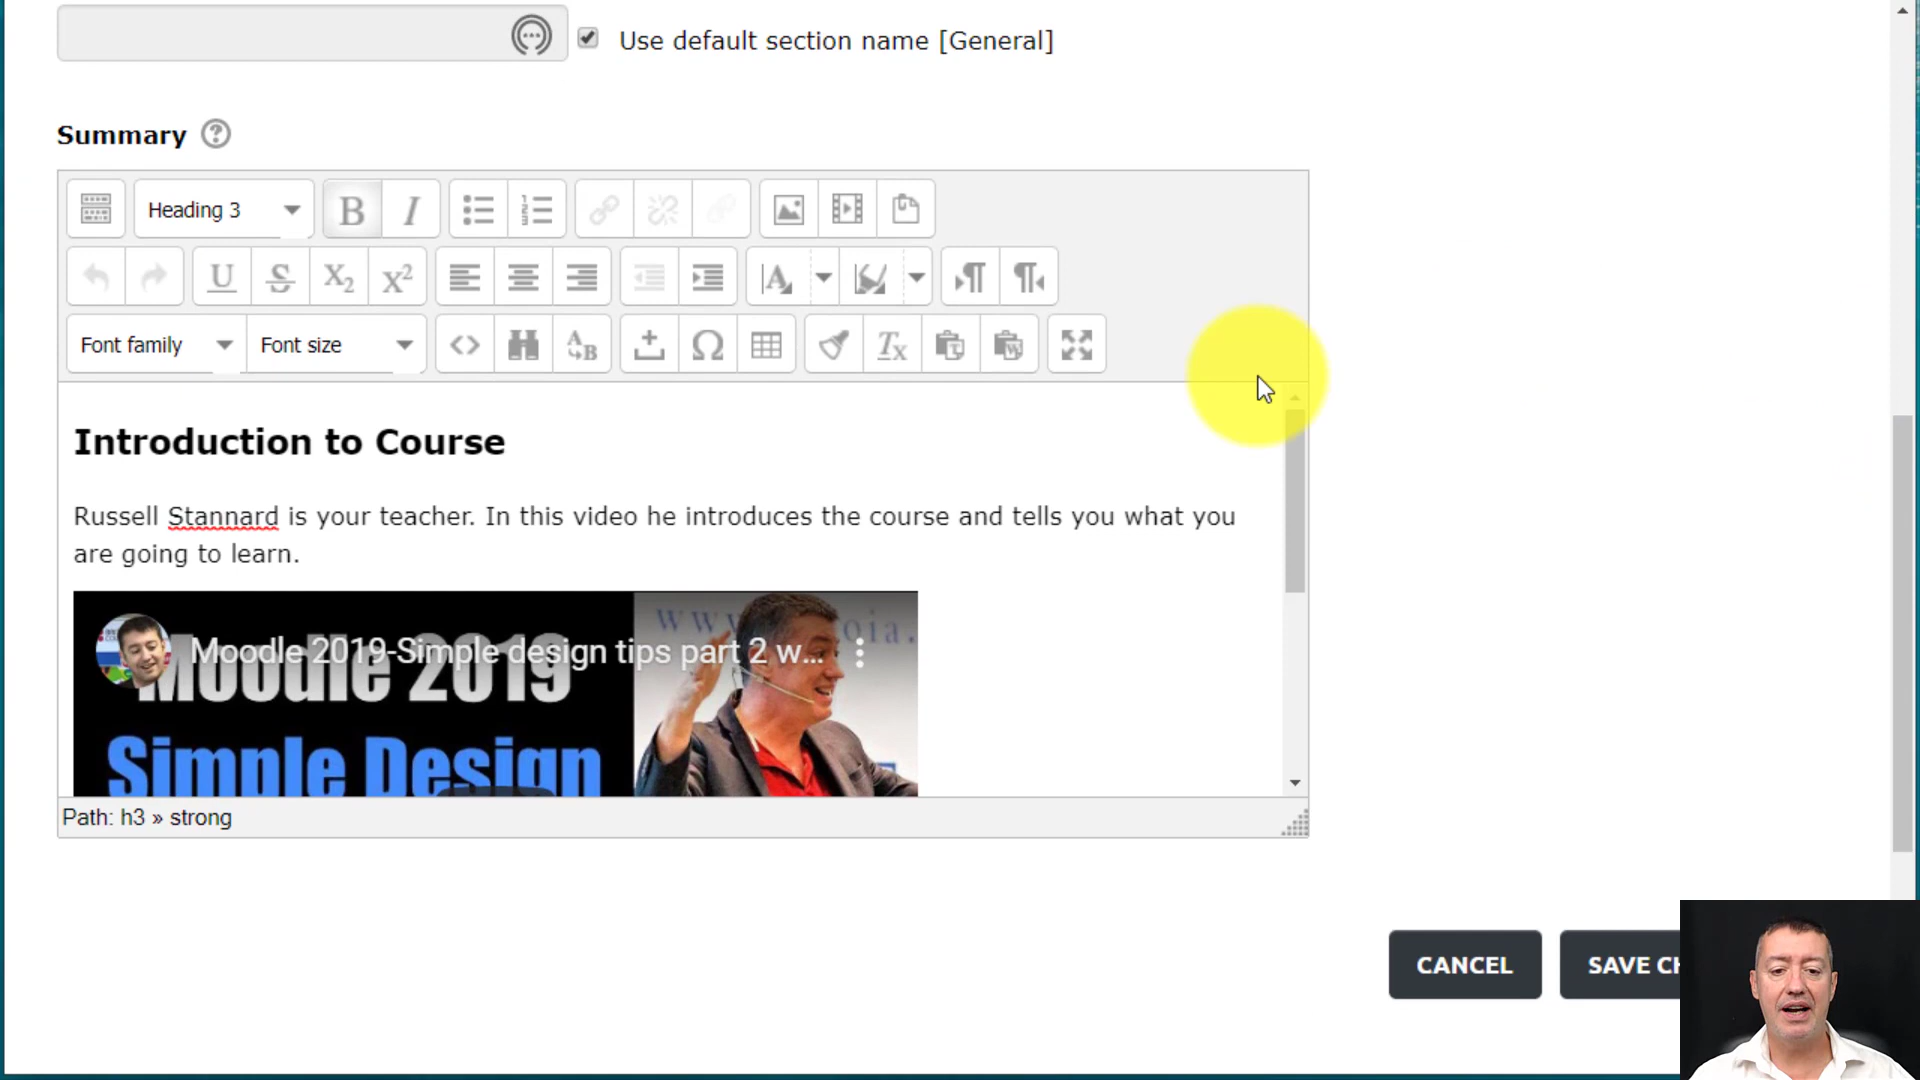 Use default section name [General]
Summary
Heading 3
B I
U S X2 X2
Font family Font size
Introduction to Course
Russell Stannard is your teacher. In this video he introduces the course and tells you what you
are going to learn.
Moodle 2019-Simple design tips part 2 w...
Moodle 2019
Simple Design
Path: h3 » strong
CANCEL
SAVE